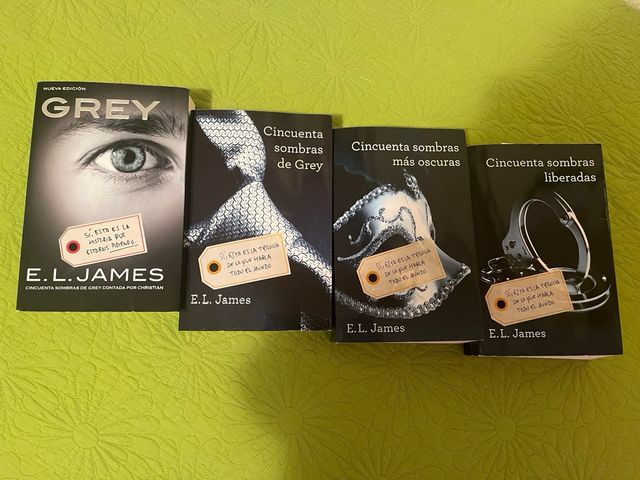 NUEVA EDICIÓN
GREY
SÍ, ESTA ES LA
HISTORIA QUE
ESTABAIS PIDIENDO.
E.L. JAMES
CINCUENTA SOMBRAS DE GREY CONTADA POR CHRISTIAN
Cincuenta
sombras
de Grey
SÍ, ESTA ES LA TRILOGÍA
DE LA QUE HABLA
TODO EL MUNDO.
E.L. James
Cincuenta sombras
más oscuras
SÍ, ESTA ES LA TRILOGÍA
DE LA QUE HABLA
TODO EL MUNDO.
E.L. James
Cincuenta sombras
liberadas
SÍ, ESTA ES LA TRILOGÍA
DE LA QUE HABLA
TODO EL MUNDO.
E.L. James